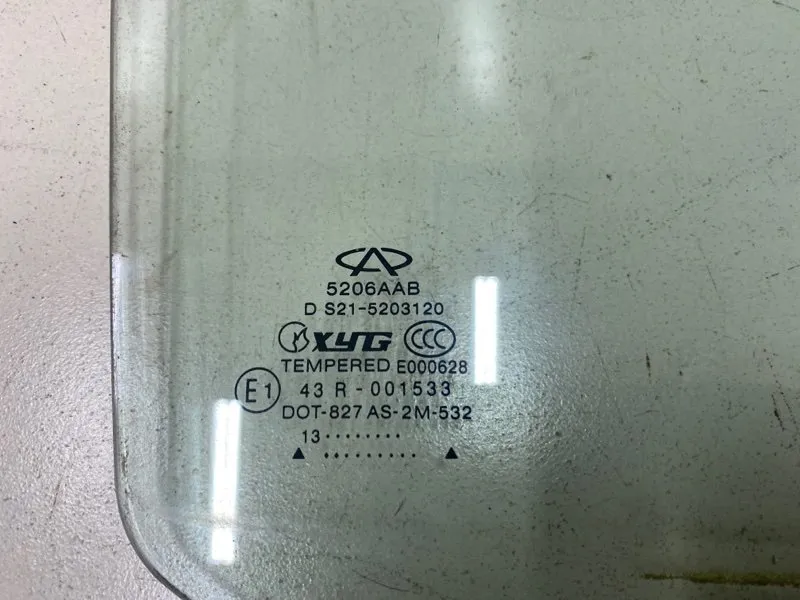 5206AAB
D S21-5203120
XYG CCC
TEMPERED E000628
E1 43 R - 001533
DOT-827 AS-2M-532
13 ........
▲ ......... ▲